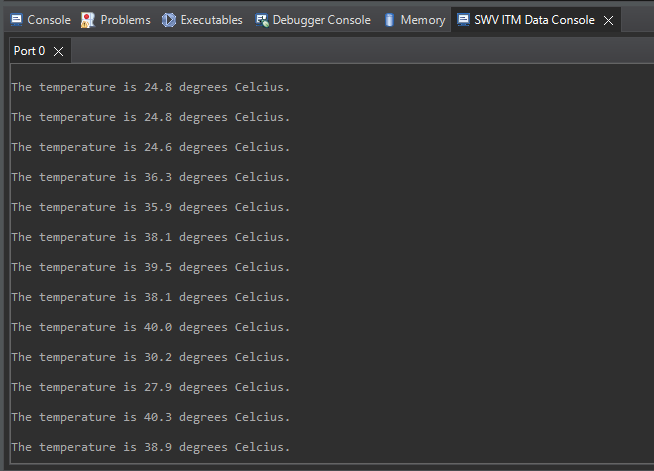 Console Problems Executables Debugger Console Memory SWV ITM Data Console
Port 0
The temperature is 24.8 degrees Celcius.
The temperature is 24.8 degrees Celcius.
The temperature is 24.6 degrees Celcius.
The temperature is 36.3 degrees Celcius.
The temperature is 35.9 degrees Celcius.
The temperature is 38.1 degrees Celcius.
The temperature is 39.5 degrees Celcius.
The temperature is 38.1 degrees Celcius.
The temperature is 40.0 degrees Celcius.
The temperature is 30.2 degrees Celcius.
The temperature is 27.9 degrees Celcius.
The temperature is 40.3 degrees Celcius.
The temperature is 38.9 degrees Celcius.